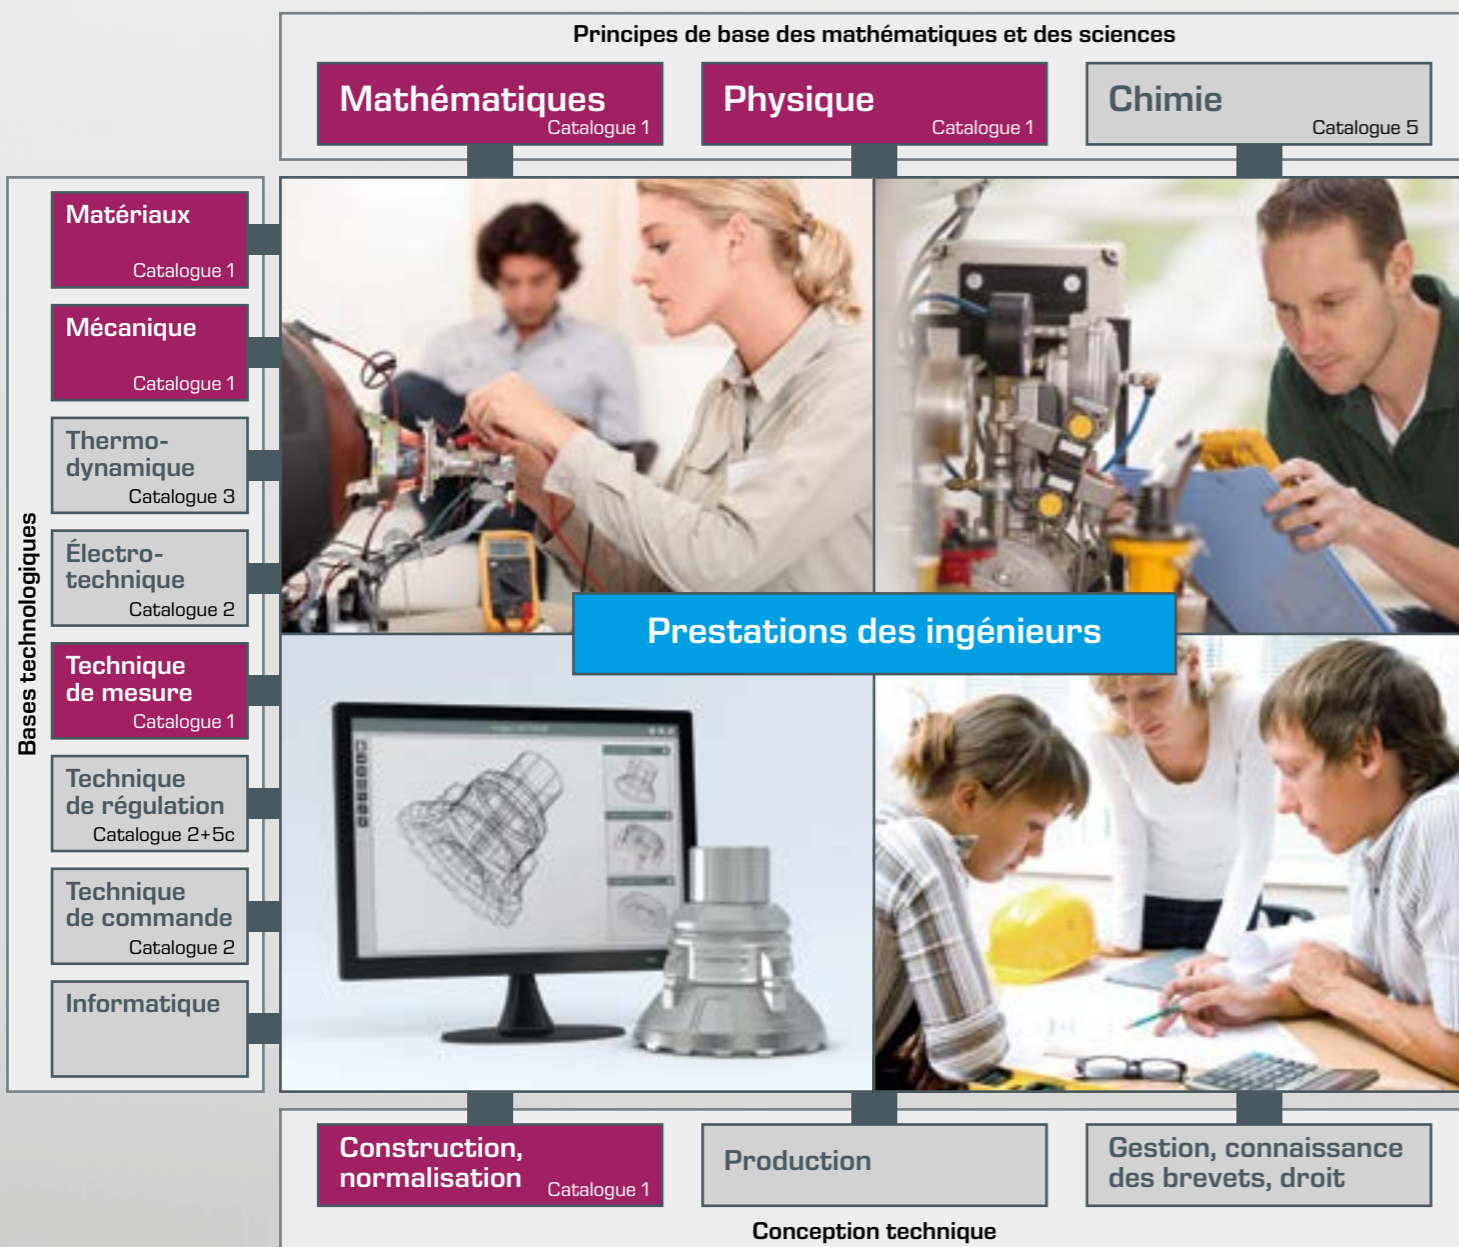 Principes de base des mathématiques et des sciences
Mathématiques
Catalogue 1
Physique
Catalogue 1
Chimie
Catalogue 5
Bases technologiques
Matériaux
Catalogue 1
Mécanique
Catalogue 1
Thermo-
dynamique
Catalogue 3
Électro-
technique
Catalogue 2
Technique
de mesure
Catalogue 1
Technique
de régulation
Catalogue 2+5c
Technique
de commande
Catalogue 2
Informatique
Prestations des ingénieurs
Construction,
normalisation
Catalogue 1
Production
Gestion, connaissance
des brevets, droit
Conception technique